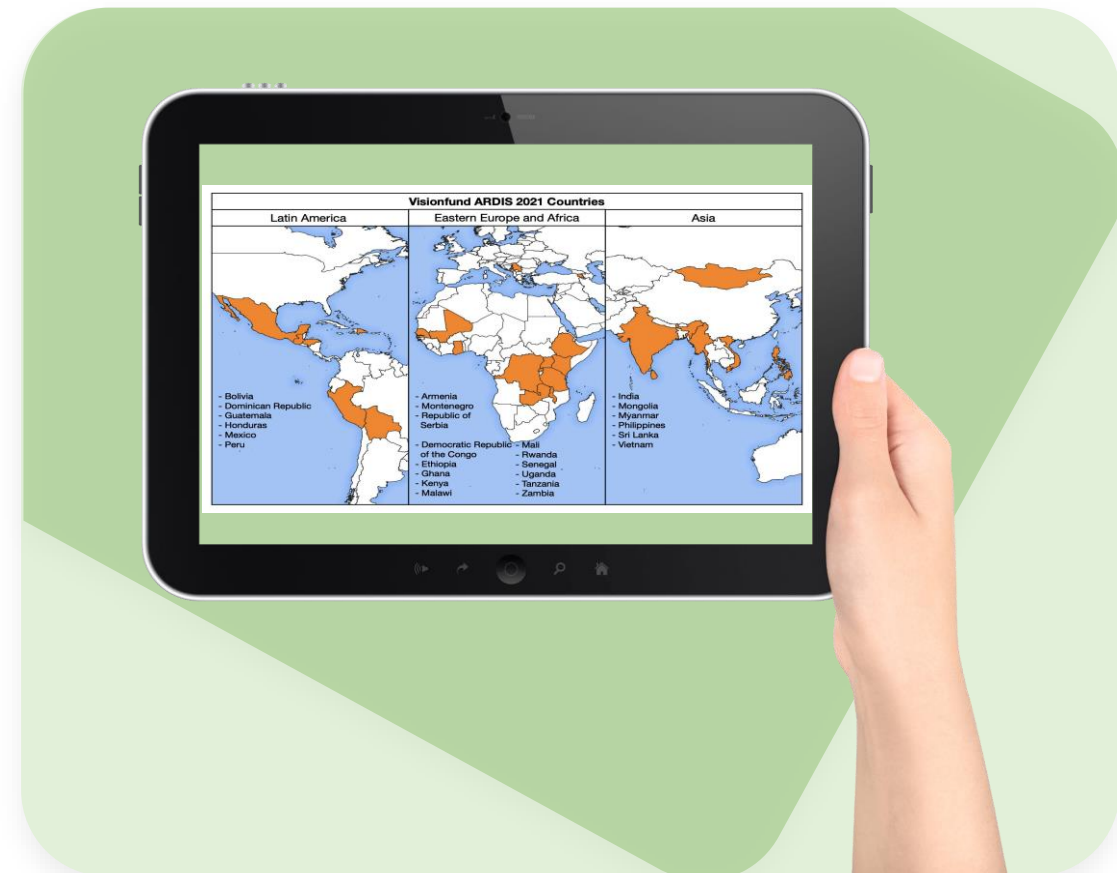 Visionfund ARDIS 2021 Countries
Latin America
Eastern Europe and Africa
Asia
- Bolivia
- Dominican Republic
- Guatemala
- Honduras
- Mexico
- Peru
- Armenia
- Montenegro
- Republic of
Serbia
- Democratic Republic
of the Congo
- Ethiopia
- Ghana
- Kenya
- Malawi
- Mali
- Rwanda
- Senegal
- Uganda
- Tanzania
- Zambia
- India
- Mongolia
- Myanmar
- Philippines
- Sri Lanka
- Vietnam